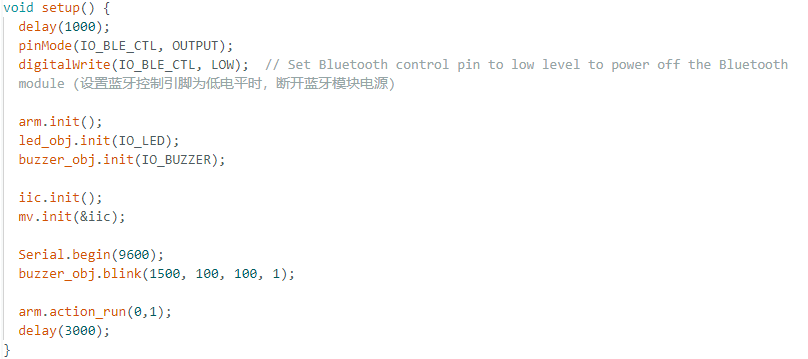 void setup() {
  delay(1000);
  pinMode(IO_BLE_CTL, OUTPUT);
  digitalWrite(IO_BLE_CTL, LOW);  // Set Bluetooth control pin to low level to power off the Bluetooth
  module (设置蓝牙控制引脚为低电平时，断开蓝牙模块电源)

  arm.init();
  led_obj.init(IO_LED);
  buzzer_obj.init(IO_BUZZER);

  iic.init();
  mv.init(&iic);

  Serial.begin(9600);
  buzzer_obj.blink(1500, 100, 100, 1);

  arm.action_run(0,1);
  delay(3000);
}